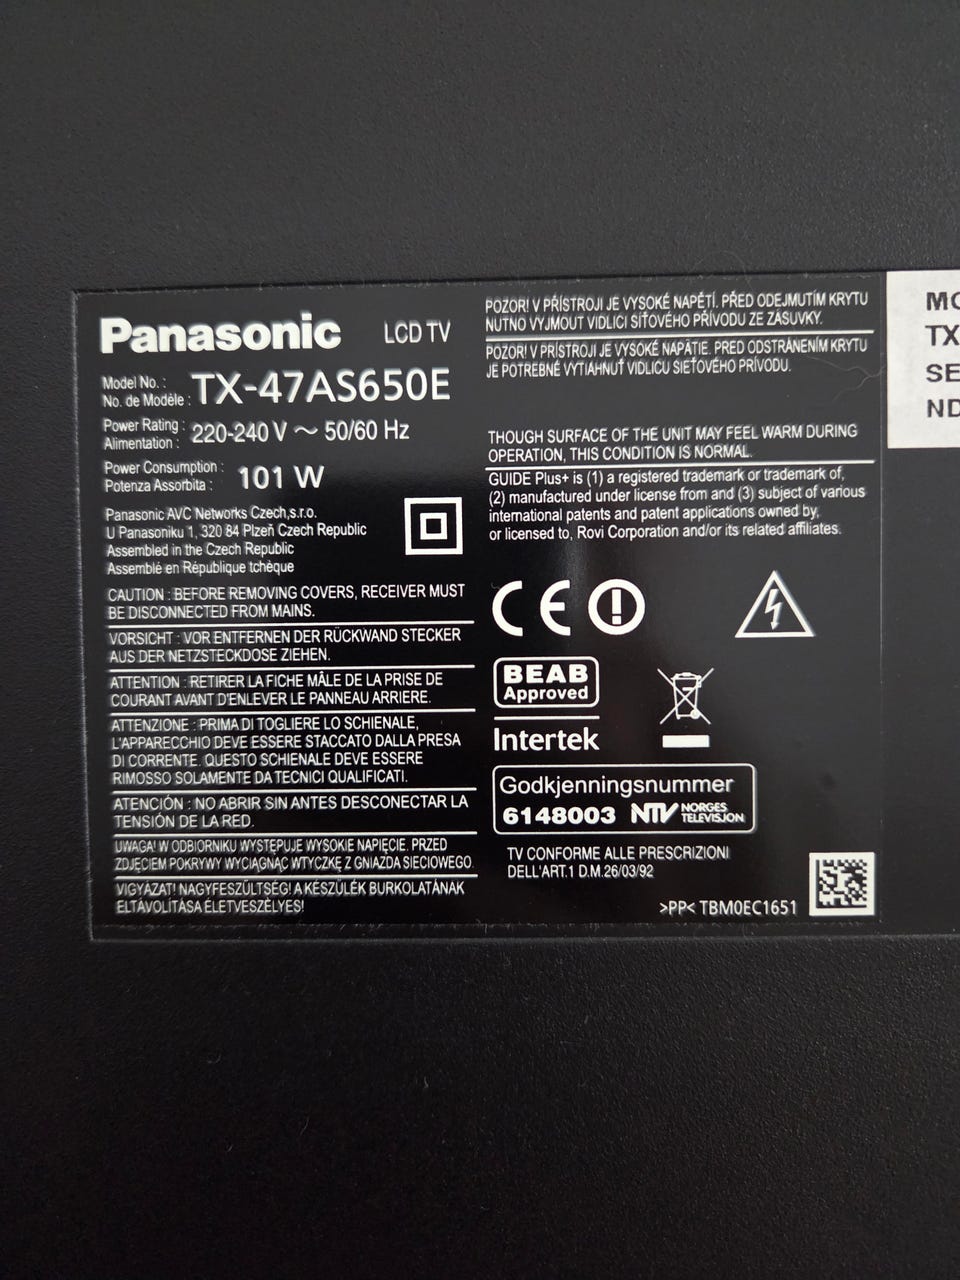 Panasonic LCD TV
Model No. :
No. de Modèle : TX-47AS650E
Power Rating :
Alimentation : 220-240 V ～ 50/60 Hz
Power Consumption :
Potenza Assorbita : 101 W
Panasonic AVC Networks Czech,s.r.o.
U Panasoniku 1, 320 84 Plzeň Czech Republic
Assembled in the Czech Republic
Assemblé en République tchèque
CAUTION : BEFORE REMOVING COVERS, RECEIVER MUST
BE DISCONNECTED FROM MAINS.
VORSICHT : VOR ENTFERNEN DER RÜCKWAND STECKER
AUS DER NETZSTECKDOSE ZIEHEN.
ATTENTION : RETIRER LA FICHE MÂLE DE LA PRISE DE
COURANT AVANT D'ENLEVER LE PANNEAU ARRIERE.
ATTENZIONE : PRIMA DI TOGLIERE LO SCHIENALE,
L'APPARECCHIO DEVE ESSERE STACCATO DALLA PRESA
DI CORRENTE. QUESTO SCHIENALE DEVE ESSERE
RIMOSSO SOLAMENTE DA TECNICI QUALIFICATI.
ATENCIÓN : NO ABRIR SIN ANTES DESCONECTAR LA
TENSIÓN DE LA RED.
UWAGA! W ODBIORNIKU WYSTĘPUJE WYSOKIE NAPIĘCIE. PRZED
ZDJĘCIEM POKRYWY WYCIĄGNĄĆ WTYCZKĘ Z GNIAZDA SIECIOWEGO.
VIGYÁZAT! NAGYFESZÜLTSÉG! A KÉSZÜLÉK BURKOLATÁNAK
ELTÁVOLÍTÁSA ÉLETVESZÉLYES!
POZOR! V PŘÍSTROJI JE VYSOKÉ NAPĚTÍ. PŘED ODEJMUTÍM KRYTU
NUTNO VYJMOUT VIDLICI SÍŤOVÉHO PŘÍVODU ZE ZÁSUVKY.
POZOR! V PRÍSTROJI JE VYSOKÉ NAPÄTIE. PRED ODSTRÁNENÍM KRYTU
JE POTREBNÉ VYTIAHNUŤ VIDLICU SIEŤOVÉHO PRÍVODU.
THOUGH SURFACE OF THE UNIT MAY FEEL WARM DURING
OPERATION, THIS CONDITION IS NORMAL.
GUIDE Plus+ is (1) a registered trademark or trademark of,
(2) manufactured under license from and (3) subject of various
international patents and patent applications owned by,
or licensed to, Rovi Corporation and/or its related affiliates.
CE
BEAB
Approved
Intertek
Godkjenningsnummer
6148003 NTV NORGES
TELEVISJON
TV CONFORME ALLE PRESCRIZIONI
DELL'ART.1 D.M.26/03/92
>PP< TBM0EC1651
MO
TX
SE
ND